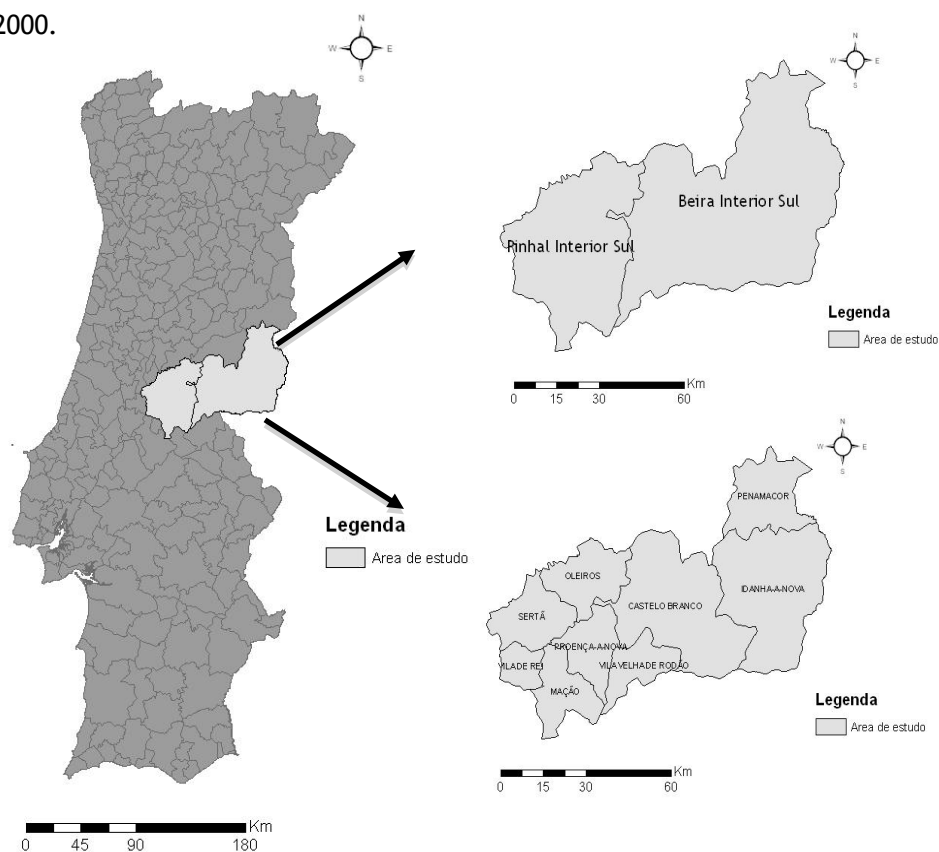 2000.
N
W E
S
Legenda
Area de estudo
Km
0 45 90 180
N
W E
S
Beira Interior Sul
Pinhal Interior Sul
Legenda
Area de estudo
Km
0 15 30 60
N
W E
S
PENAMACOR
OLEIROS
IDANHA-A-NOVA
CASTELO BRANCO
SERTÃ
PROENÇA-A-NOVA
VILA DE REI
VILA VELHA DE RODÃO
MAÇÃO
Legenda
Area de estudo
Km
0 15 30 60